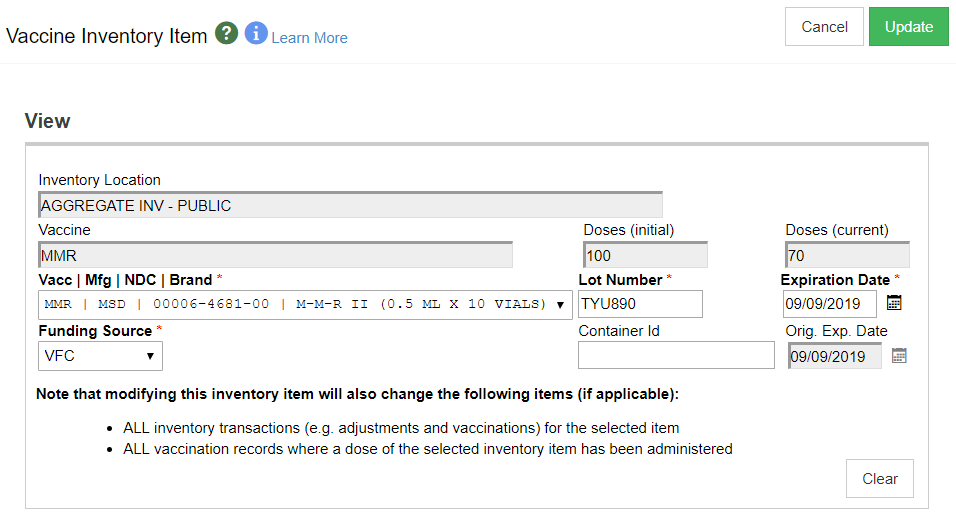 Vaccine Inventory Item ? i Learn More
Cancel Update
View
Inventory Location
AGGREGATE INV - PUBLIC
Vaccine Doses (initial) Doses (current)
MMR 100 70
Vacc | Mfg | NDC | Brand * Lot Number * Expiration Date *
MMR | MSD | 00006-4681-00 | M-M-R II (0.5 ML X 10 VIALS) TYU890 09/09/2019
Funding Source * Container Id Orig. Exp. Date
VFC 09/09/2019
Note that modifying this inventory item will also change the following items (if applicable):
• ALL inventory transactions (e.g. adjustments and vaccinations) for the selected item
• ALL vaccination records where a dose of the selected inventory item has been administered
Clear